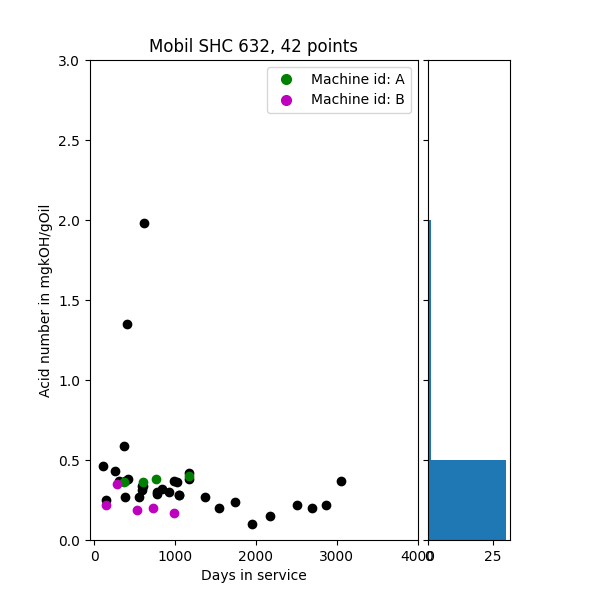 Mobil SHC 632, 42 points
Machine id: A
Machine id: B
3.0
2.5
2.0
1.5
1.0
0.5
0.0
Acid number in mgkOH/gOil
0 1000 2000 3000 4000
0 25
Days in service